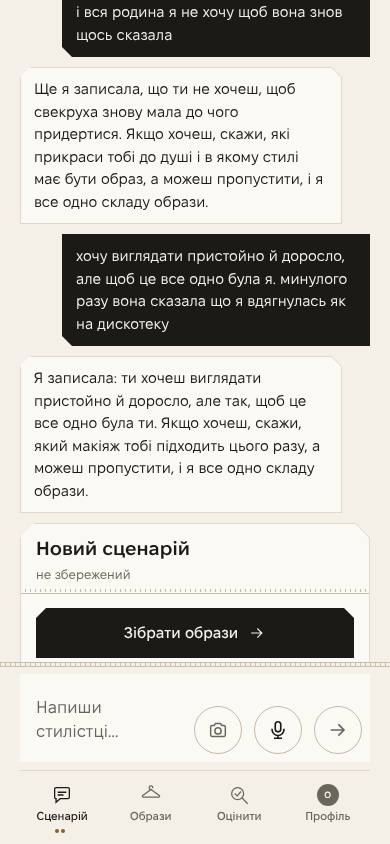 і вся родина я не хочу щоб вона знов
щось сказала
Ще я записала, що ти не хочеш, щоб
свекруха знову мала до чого
придертися. Якщо хочеш, скажи, які
прикраси тобі до душі і в якому стилі
має бути образ, а можеш пропустити, і я
все одно складу образи.
хочу виглядати пристойно й доросло,
але щоб це все одно була я. минулого
разу вона сказала що я вдягнулась як
на дискотеку
Я записала: ти хочеш виглядати
пристойно й доросло, але так, щоб це
все одно була ти. Якщо хочеш, скажи,
який макіяж тобі підходить цього разу, а
можеш пропустити, і я все одно складу
образи.
Новий сценарій
не збережений
Зібрати образи →
Напиши
стилістці...
Сценарій Образи Оцінити Профіль